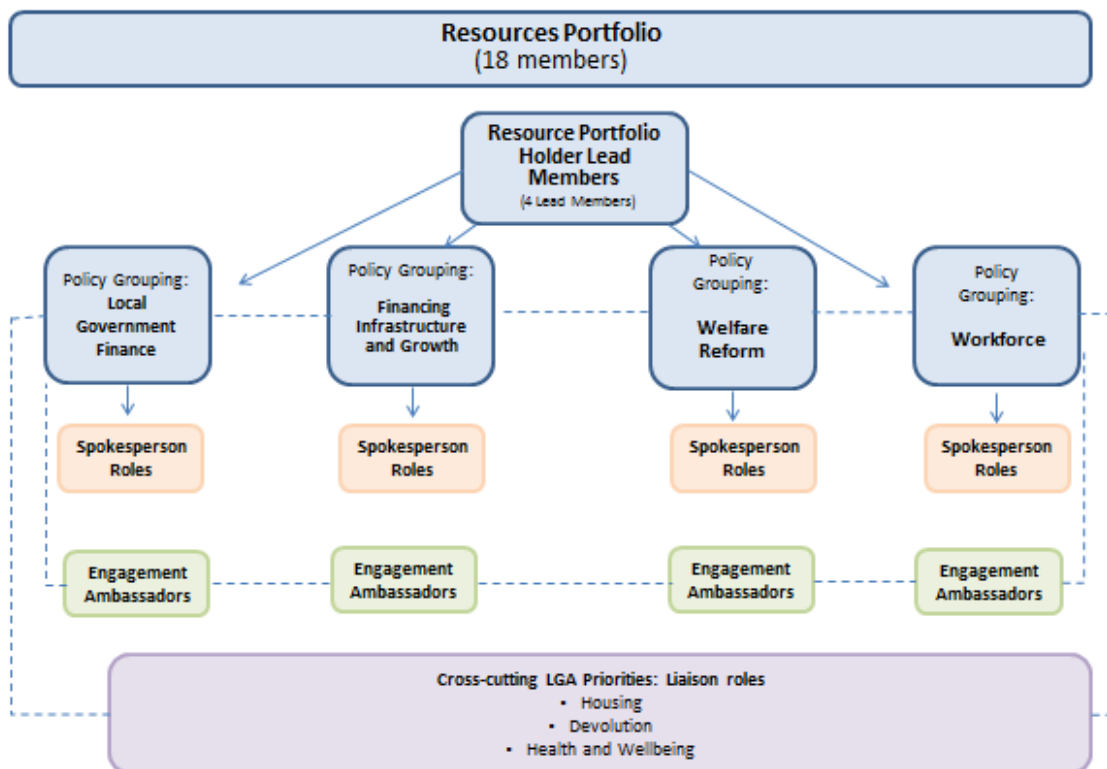 Resources Portfolio
(18 members)
Resource Portfolio
Holder Lead
Members
(4 Lead Members)
Policy Grouping:
Local
Government
Finance
Policy Grouping:
Financing
Infrastructure
and Growth
Policy
Grouping:
Welfare
Reform
Policy
Grouping:
Workforce
Spokesperson
Roles
Spokesperson
Roles
Spokesperson
Roles
Spokesperson
Roles
Engagement
Ambassadors
Engagement
Ambassadors
Engagement
Ambassadors
Engagement
Ambassadors
Cross-cutting LGA Priorities: Liaison roles
▪ Housing
▪ Devolution
▪ Health and Wellbeing